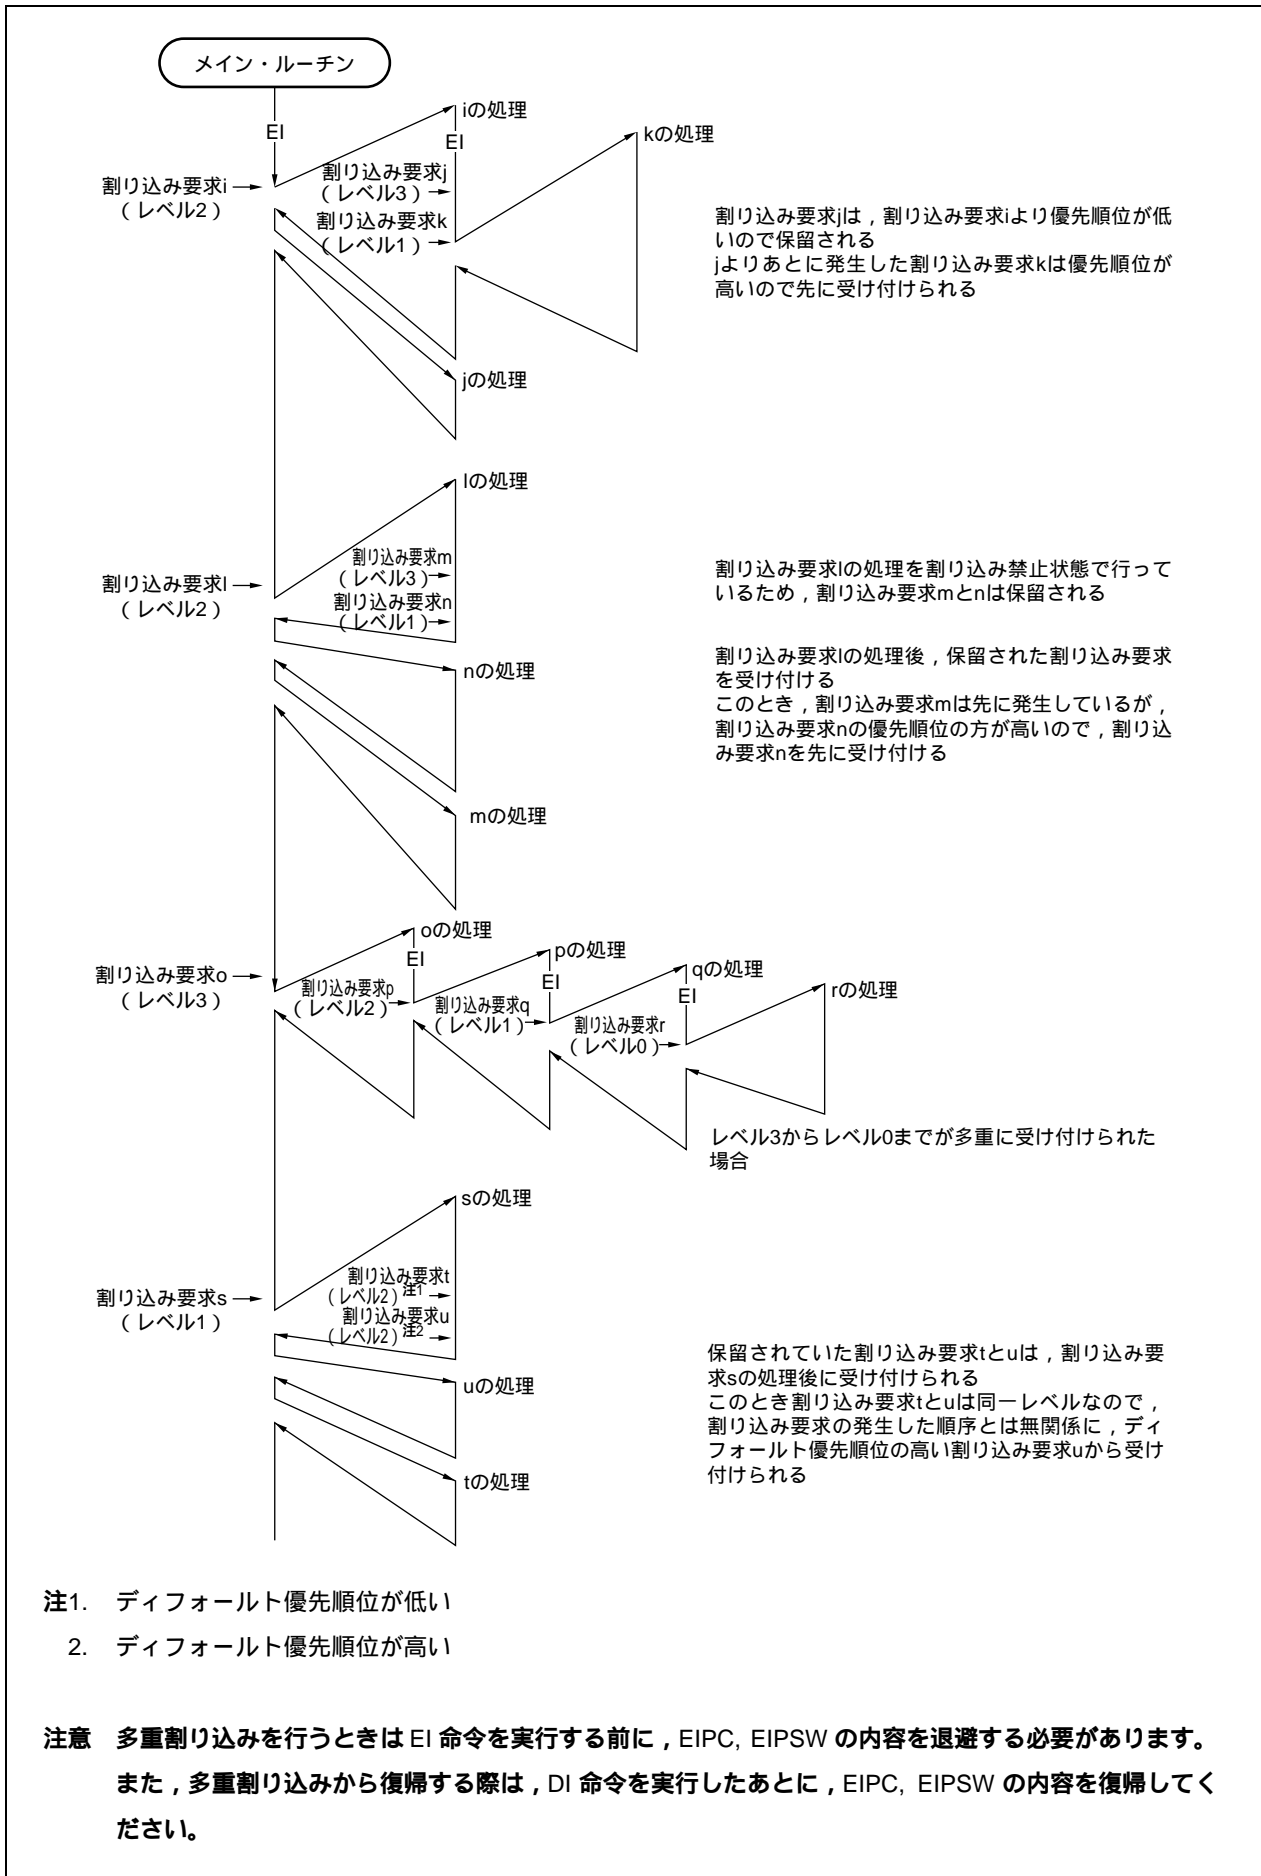 メイン・ルーチン
EI
iの処理
EI
kの処理
割り込み要求i
（レベル2）
割り込み要求j
（レベル3）
割り込み要求k
（レベル1）
割り込み要求jは，割り込み要求iより優先順位が低
いので保留される
jよりあとに発生した割り込み要求kは優先順位が
高いので先に受け付けられる
jの処理
lの処理
割り込み要求l
（レベル2）
割り込み要求m
（レベル3）
割り込み要求n
（レベル1）
割り込み要求lの処理を割り込み禁止状態で行って
いるため，割り込み要求mとnは保留される
nの処理
割り込み要求lの処理後，保留された割り込み要求
を受け付ける
このとき，割り込み要求mは先に発生しているが，
割り込み要求nの優先順位の方が高いので，割り込
み要求nを先に受け付ける
mの処理
oの処理
EI
pの処理
EI
qの処理
EI
rの処理
割り込み要求o
（レベル3）
割り込み要求p
（レベル2）
割り込み要求q
（レベル1）
割り込み要求r
（レベル0）
レベル3からレベル0までが多重に受け付けられた
場合
sの処理
割り込み要求s
（レベル1）
割り込み要求t
（レベル2）注1
割り込み要求u
（レベル2）注2
uの処理
保留されていた割り込み要求tとuは，割り込み要
求sの処理後に受け付けられる
このとき割り込み要求tとuは同一レベルなので，
割り込み要求の発生した順序とは無関係に，ディ
フォールト優先順位の高い割り込み要求uから受け
付けられる
tの処理
注1. ディフォールト優先順位が低い
2. ディフォールト優先順位が高い
注意 多重割り込みを行うときは EI 命令を実行する前に，EIPC, EIPSW の内容を退避する必要があります。
また，多重割り込みから復帰する際は，DI 命令を実行したあとに，EIPC, EIPSW の内容を復帰してく
ださい。